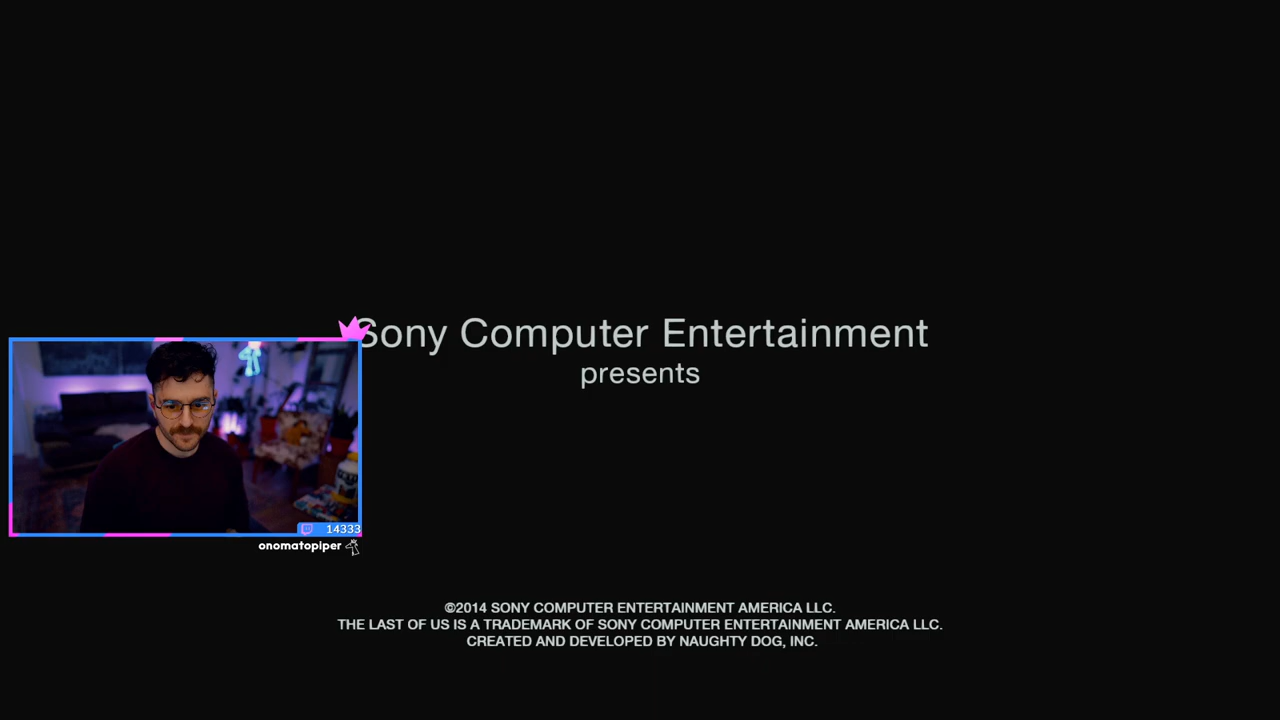 Sony Computer Entertainment
presents
14333
onomatopiper
©2014 SONY COMPUTER ENTERTAINMENT AMERICA LLC.
THE LAST OF US IS A TRADEMARK OF SONY COMPUTER ENTERTAINMENT AMERICA LLC.
CREATED AND DEVELOPED BY NAUGHTY DOG, INC.